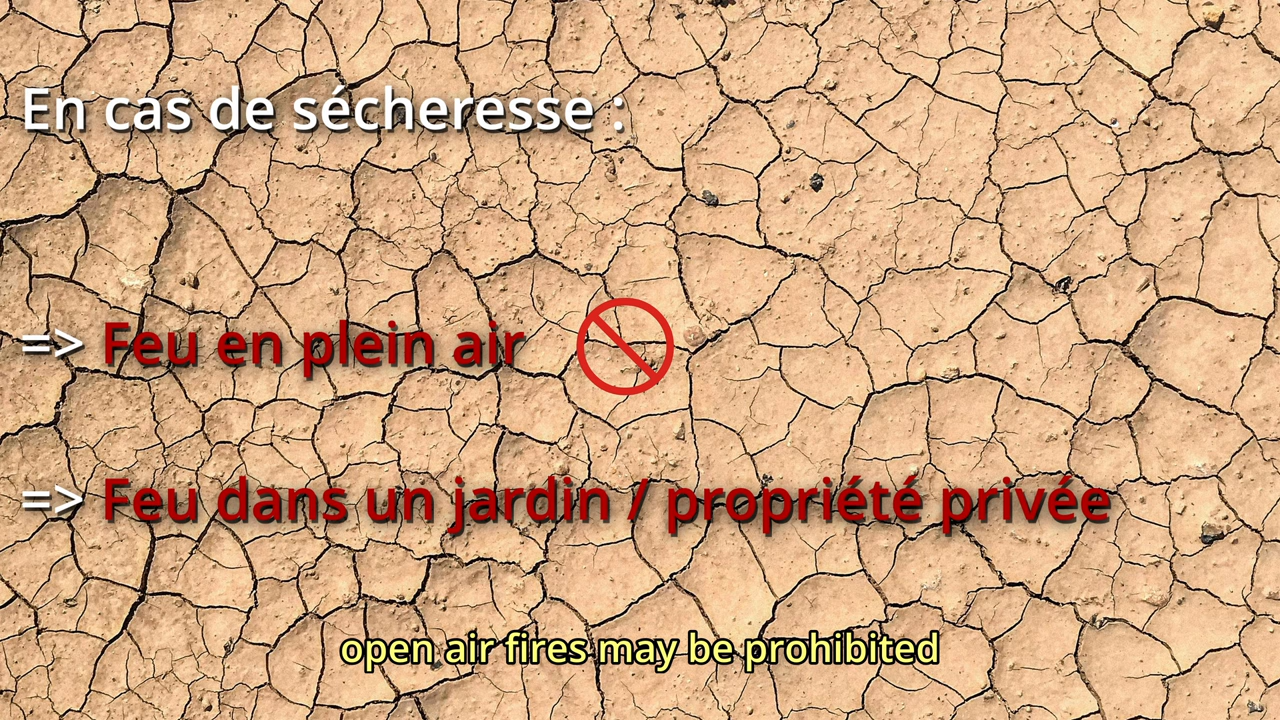 En cas de sécheresse :
=> Feu en plein air
=> Feu dans un jardin / propriété privée
open air fires may be prohibited